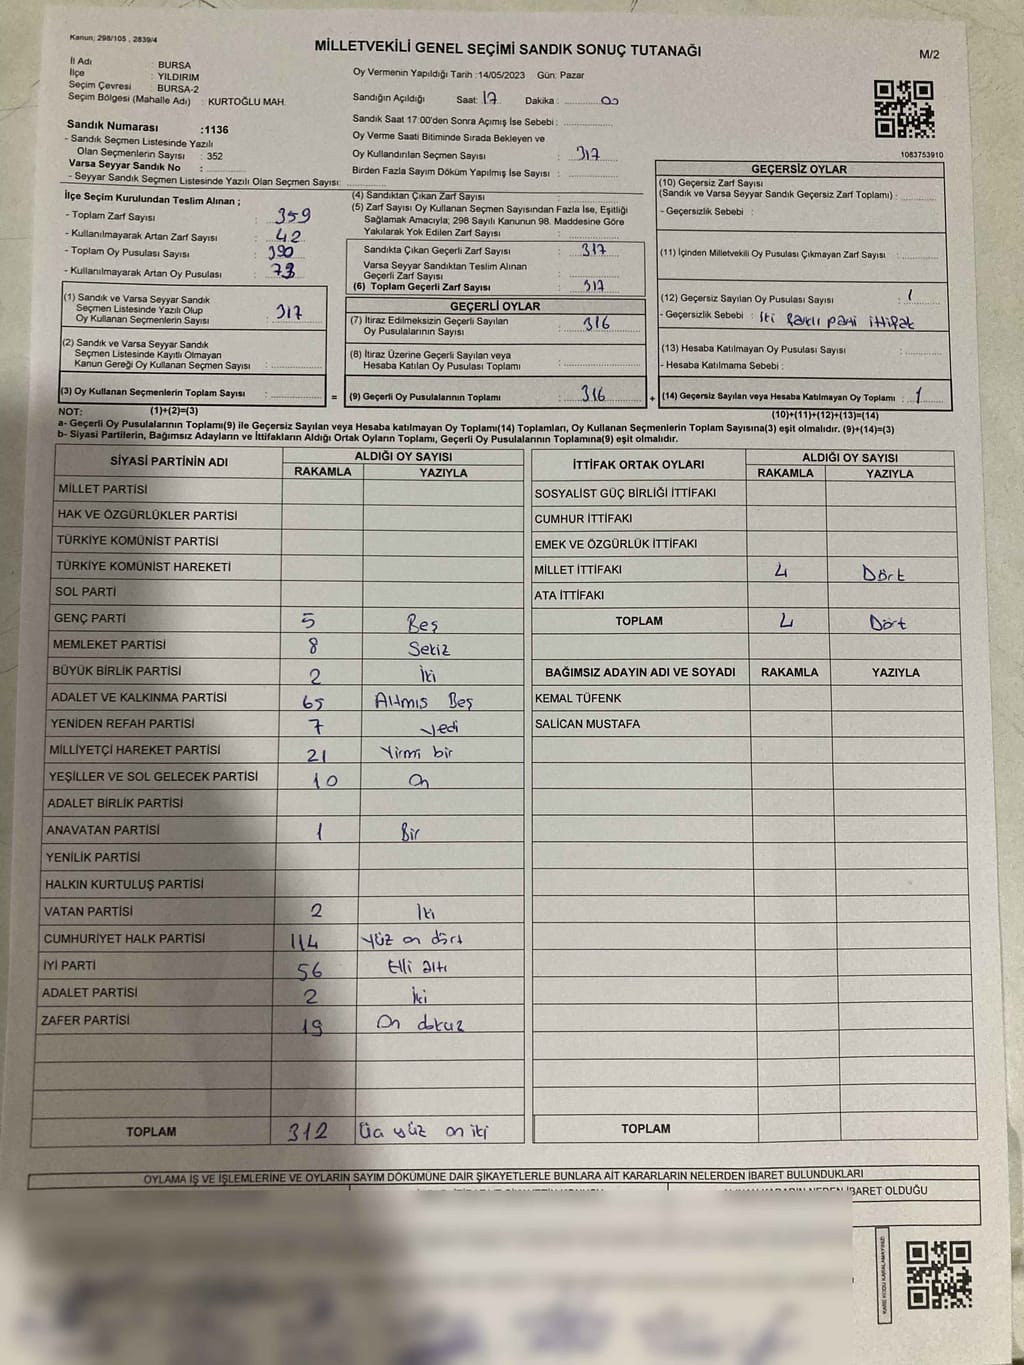 Kanun; 298/105 , 2839/4
MİLLETVEKİLİ GENEL SEÇİMİ SANDIK SONUÇ TUTANAĞI
M/2
İl Adı : BURSA
İlçe : YILDIRIM
Seçim Çevresi : BURSA-2
Seçim Bölgesi (Mahalle Adı) : KURTOĞLU MAH.
Oy Vermenin Yapıldığı Tarih :14/05/2023 Gün: Pazar
Sandığın Açıldığı Saat: 17 Dakika : 00
Sandık Saat 17:00'den Sonra Açımış İse Sebebi :
Oy Verme Saati Bitiminde Sırada Bekleyen ve
Oy Kullandırılan Seçmen Sayısı : 317
Birden Fazla Sayım Dökümü Yapılmış İse Sayısı :
Sandık Numarası :1136
- Sandık Seçmen Listesinde Yazılı
Olan Seçmenlerin Sayısı : 352
Varsa Seyyar Sandık No :
- Seyyar Sandık Seçmen Listesinde Yazılı Olan Seçmen Sayısı:
1083753910
İlçe Seçim Kurulundan Teslim Alınan ;
- Toplam Zarf Sayısı : 359
- Kullanılmayarak Artan Zarf Sayısı : 42
- Toplam Oy Pusulası Sayısı : 390
- Kullanılmayarak Artan Oy Pusulası : 73
(4) Sandıktan Çıkan Zarf Sayısı :
(5) Zarf Sayısı Oy Kullanan Seçmen Sayısından Fazla İse, Eşitliği
Sağlamak Amacıyla; 298 Sayılı Kanunun 98. Maddesine Göre
Yakılarak Yok Edilen Zarf Sayısı :
Sandıkta Çıkan Geçerli Zarf Sayısı : 317
Varsa Seyyar Sandıktan Teslim Alınan
Geçerli Zarf Sayısı :
(6) Toplam Geçerli Zarf Sayısı : 317
GEÇERSİZ OYLAR
(10) Geçersiz Zarf Sayısı
(Sandık ve Varsa Seyyar Sandık Geçersiz Zarf Toplamı) :
- Geçersizlik Sebebi :
(11) İçinden Milletvekili Oy Pusulası Çıkmayan Zarf Sayısı :
(12) Geçersiz Sayılan Oy Pusulası Sayısı : 1
- Geçersizlik Sebebi : İki farklı parti ittifak
(13) Hesaba Katılmayan Oy Pusulası Sayısı :
- Hesaba Katılmama Sebebi :
(14) Geçersiz Sayılan veya Hesaba Katılmayan Oy Toplamı : 1
(1) Sandık ve Varsa Seyyar Sandık
Seçmen Listesinde Yazılı Olup
Oy Kullanan Seçmenlerin Sayısı : 317
(2) Sandık ve Varsa Seyyar Sandık
Seçmen Listesinde Kayıtlı Olmayan
Kanun Gereği Oy Kullanan Seçmen Sayısı :
(3) Oy Kullanan Seçmenlerin Toplam Sayısı :
=
GEÇERLİ OYLAR
(7) İtiraz Edilmeksizin Geçerli Sayılan
Oy Pusulalarının Sayısı : 316
(8) İtiraz Üzerine Geçerli Sayılan veya
Hesaba Katılan Oy Pusulası Toplamı :
(9) Geçerli Oy Pusulalarının Toplamı : 316
+
NOT: (1)+(2)=(3)
(10)+(11)+(12)+(13)=(14)
a- Geçerli Oy Pusulalarının Toplamı(9) ile Geçersiz Sayılan veya Hesaba katılmayan Oy Toplamı(14) Toplamları, Oy Kullanan Seçmenlerin Toplam Sayısına(3) eşit olmalıdır. (9)+(14)=(3)
b- Siyasi Partilerin, Bağımsız Adayların ve İttifakların Aldığı Ortak Oyların Toplamı, Geçerli Oy Pusulalarının Toplamına(9) eşit olmalıdır.
SİYASİ PARTİNİN ADI ALDIĞI OY SAYISI
RAKAMLA YAZIYLA
MİLLET PARTİSİ
HAK VE ÖZGÜRLÜKLER PARTİSİ
TÜRKİYE KOMÜNİST PARTİSİ
TÜRKİYE KOMÜNİST HAREKETİ
SOL PARTİ
GENÇ PARTİ 5 Beş
MEMLEKET PARTİSİ 8 Sekiz
BÜYÜK BİRLİK PARTİSİ 2 İki
ADALET VE KALKINMA PARTİSİ 65 Altmış Beş
YENİDEN REFAH PARTİSİ 7 yedi
MİLLİYETÇİ HAREKET PARTİSİ 21 Yirmi bir
YEŞİLLER VE SOL GELECEK PARTİSİ 10 On
ADALET BİRLİK PARTİSİ
ANAVATAN PARTİSİ 1 Bir
YENİLİK PARTİSİ
HALKIN KURTULUŞ PARTİSİ
VATAN PARTİSİ 2 İki
CUMHURİYET HALK PARTİSİ 114 yüz on dört
İYİ PARTİ 56 Elli altı
ADALET PARTİSİ 2 İki
ZAFER PARTİSİ 19 On dokuz
TOPLAM 312 Üç yüz on iki
İTTİFAK ORTAK OYLARI ALDIĞI OY SAYISI
RAKAMLA YAZIYLA
SOSYALİST GÜÇ BİRLİĞİ İTTİFAKI
CUMHUR İTTİFAKI
EMEK VE ÖZGÜRLÜK İTTİFAKI
MİLLET İTTİFAKI 4 Dört
ATA İTTİFAKI
TOPLAM 4 Dört
BAĞIMSIZ ADAYIN ADI VE SOYADI RAKAMLA YAZIYLA
KEMAL TÜFENK
SALİCAN MUSTAFA
TOPLAM
OYLAMA İŞ VE İŞLEMLERİNE VE OYLARIN SAYIM DÖKÜMÜNE DAİR ŞİKAYETLERLE BUNLARA AİT KARARLARIN NELERDEN İBARET BULUNDUKLARI
İBARET OLDUĞU